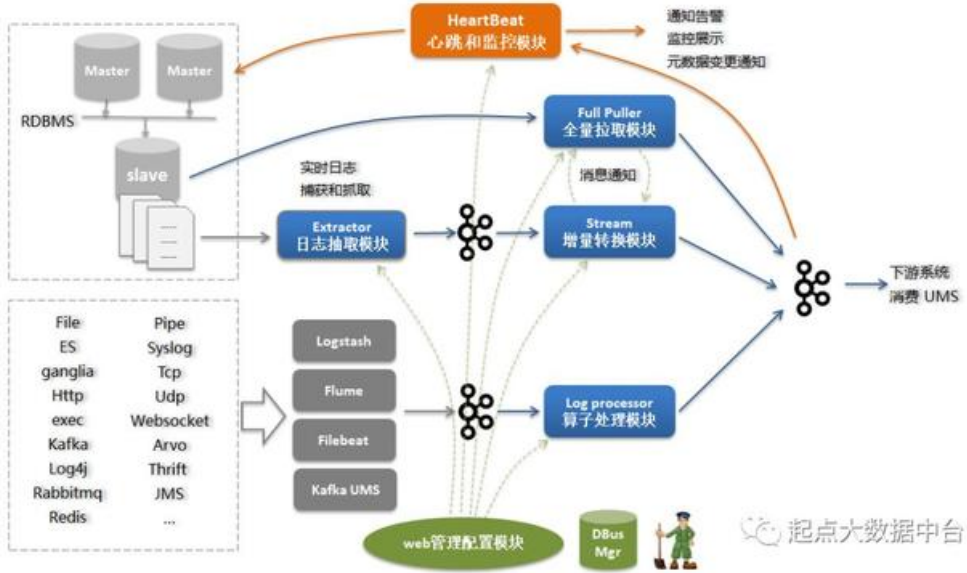 HeartBeat
心跳和监控模块
通知告警
监控展示
元数据变更通知
Master
Master
RDBMS
slave
Full Puller
全量拉取模块
实时日志
捕获和抓取
消息通知
Extractor
日志抽取模块
Stream
增量转换模块
下游系统
消费 UMS
File
Pipe
ES
Syslog
ganglia
Tcp
Http
Udp
exec
Websocket
Kafka
Arvo
Log4j
Thrift
Rabbitmq
JMS
Redis
...
Logstash
Flume
Filebeat
Kafka UMS
Log processor
算子处理模块
web管理配置模块
DBus
Mgr
起点大数据中台